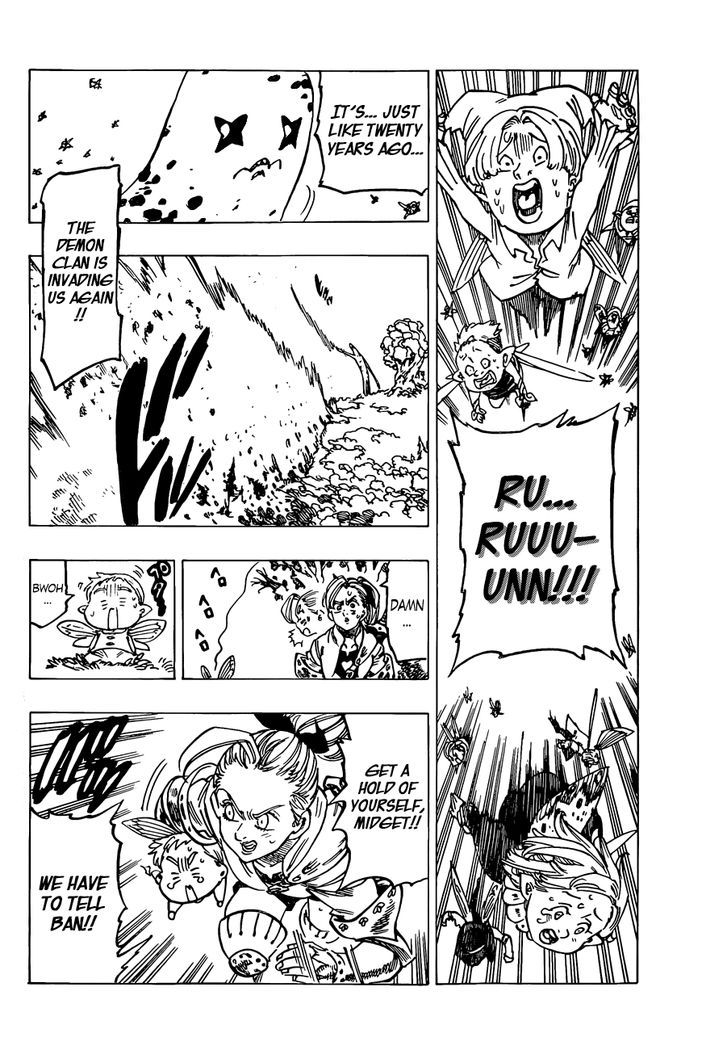 RU...
RUUU-
UNN!!!
IT'S... JUST
LIKE TWENTY
YEARS AGO...
THE
DEMON
CLAN IS
INVADING
US AGAIN
!!
DAMN
...
BWOH
...
GET A
HOLD OF
YOURSELF,
MIDGET!!
WE HAVE
TO TELL
BAN!!